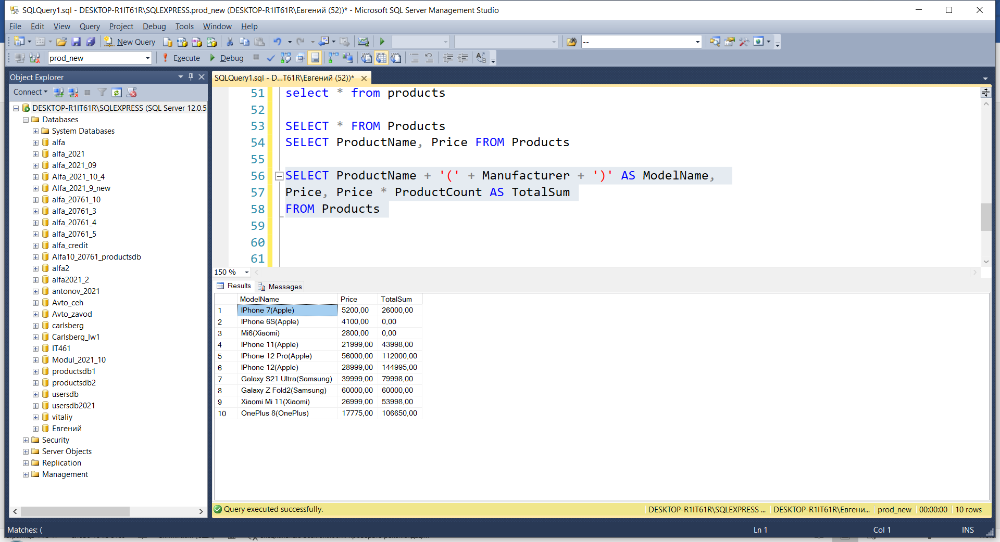 SQLQuery1.sql - DESKTOP-R1IT61R\SQLEXPRESS.prod_new (DESKTOP-R1IT61R\Евгений (52))* - Microsoft SQL Server Management Studio
File Edit View Query Project Debug Tools Window Help
New Query --
prod_new Execute Debug
Object Explorer
Connect
DESKTOP-R1IT61R\SQLEXPRESS (SQL Server 12.0.5
Databases
System Databases
alfa
alfa_2021
alfa_2021_09
Alfa_2021_10_4
Alfa_2021_9_new
alfa_20761_10
alfa_20761_3
alfa_20761_4
alfa_20761_5
alfa_credit
Alfa10_20761_productsdb
alfa2
alfa2021_2
antonov_2021
Avto_ceh
Avto_zavod
carlsberg
Carlsberg_lw1
IT461
Modul_2021_10
productsdb1
productsdb2
usersdb
usersdb2021
vitaliy
Евгений
Security
Server Objects
Replication
Management
SQLQuery1.sql - D...T61R\Евгений (52))*
51 select * from products
52
53 SELECT * FROM Products
54 SELECT ProductName, Price FROM Products
55
56 SELECT ProductName + '(' + Manufacturer + ')' AS ModelName,
57 Price, Price * ProductCount AS TotalSum
58 FROM Products
59
60
61
150 %
Results Messages
ModelName Price TotalSum
1 IPhone 7(Apple) 5200,00 26000,00
2 IPhone 6S(Apple) 4100,00 0,00
3 Mi6(Xiaomi) 2800,00 0,00
4 IPhone 11(Apple) 21999,00 43998,00
5 IPhone 12 Pro(Apple) 56000,00 112000,00
6 IPhone 12(Apple) 28999,00 144995,00
7 Galaxy S21 Ultra(Samsung) 39999,00 79998,00
8 Galaxy Z Fold2(Samsung) 60000,00 60000,00
9 Xiaomi Mi 11(Xiaomi) 26999,00 53998,00
10 OnePlus 8(OnePlus) 17775,00 106650,00
Query executed successfully. DESKTOP-R1IT61R\SQLEXPRESS ... DESKTOP-R1IT61R\Евгени... prod_new 00:00:00 10 rows
Matches: ( Ln 1 Col 1 INS